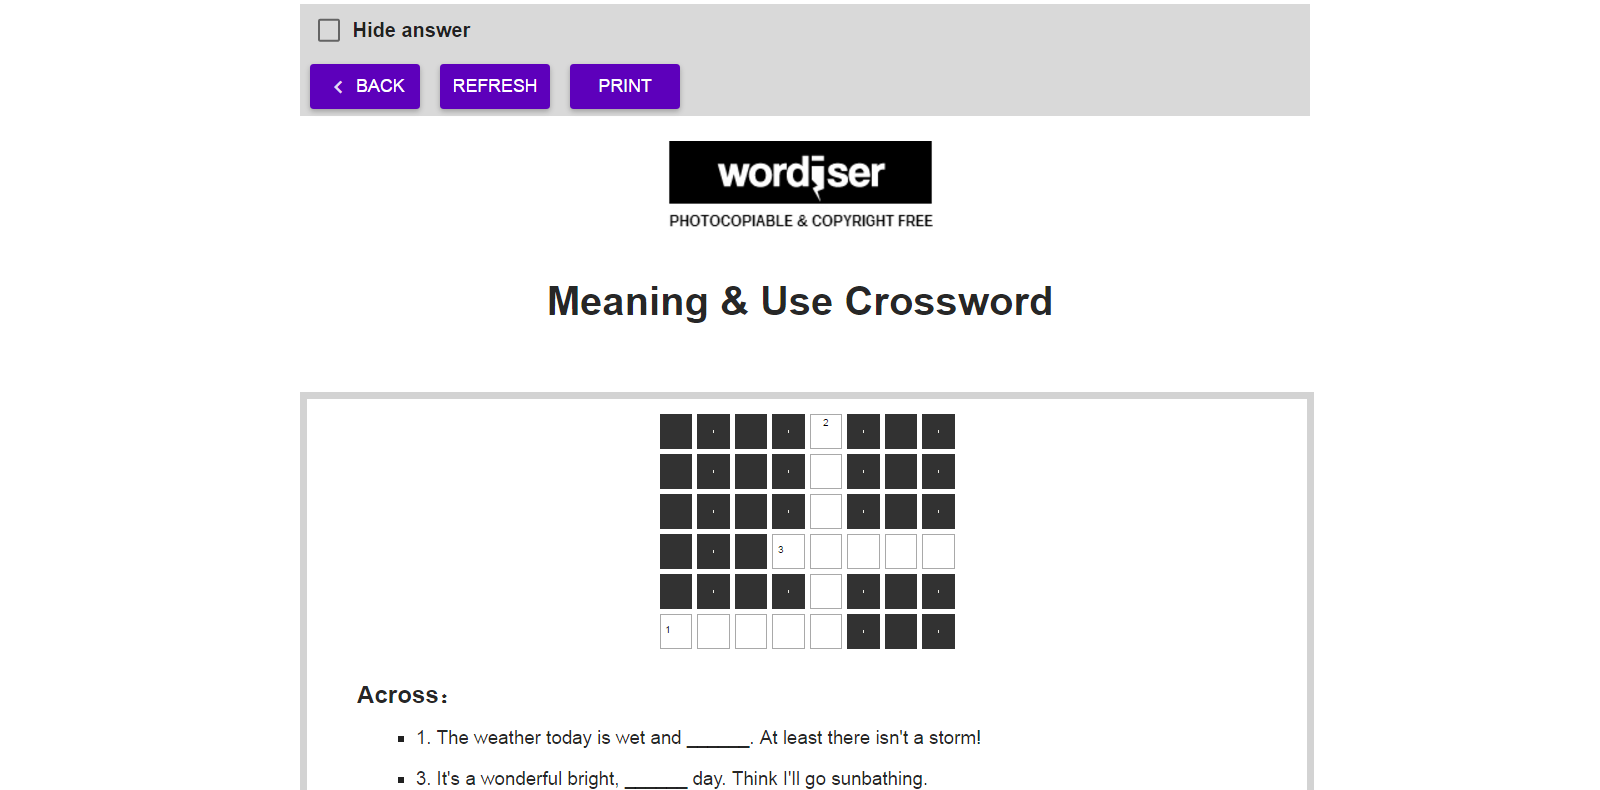 Hide answer
BACK REFRESH PRINT
wordiser
PHOTOCOPIABLE & COPYRIGHT FREE
Meaning & Use Crossword
2
3
1
Across:
1. The weather today is wet and ______. At least there isn't a storm!
3. It's a wonderful bright, ______ day. Think I'll go sunbathing.